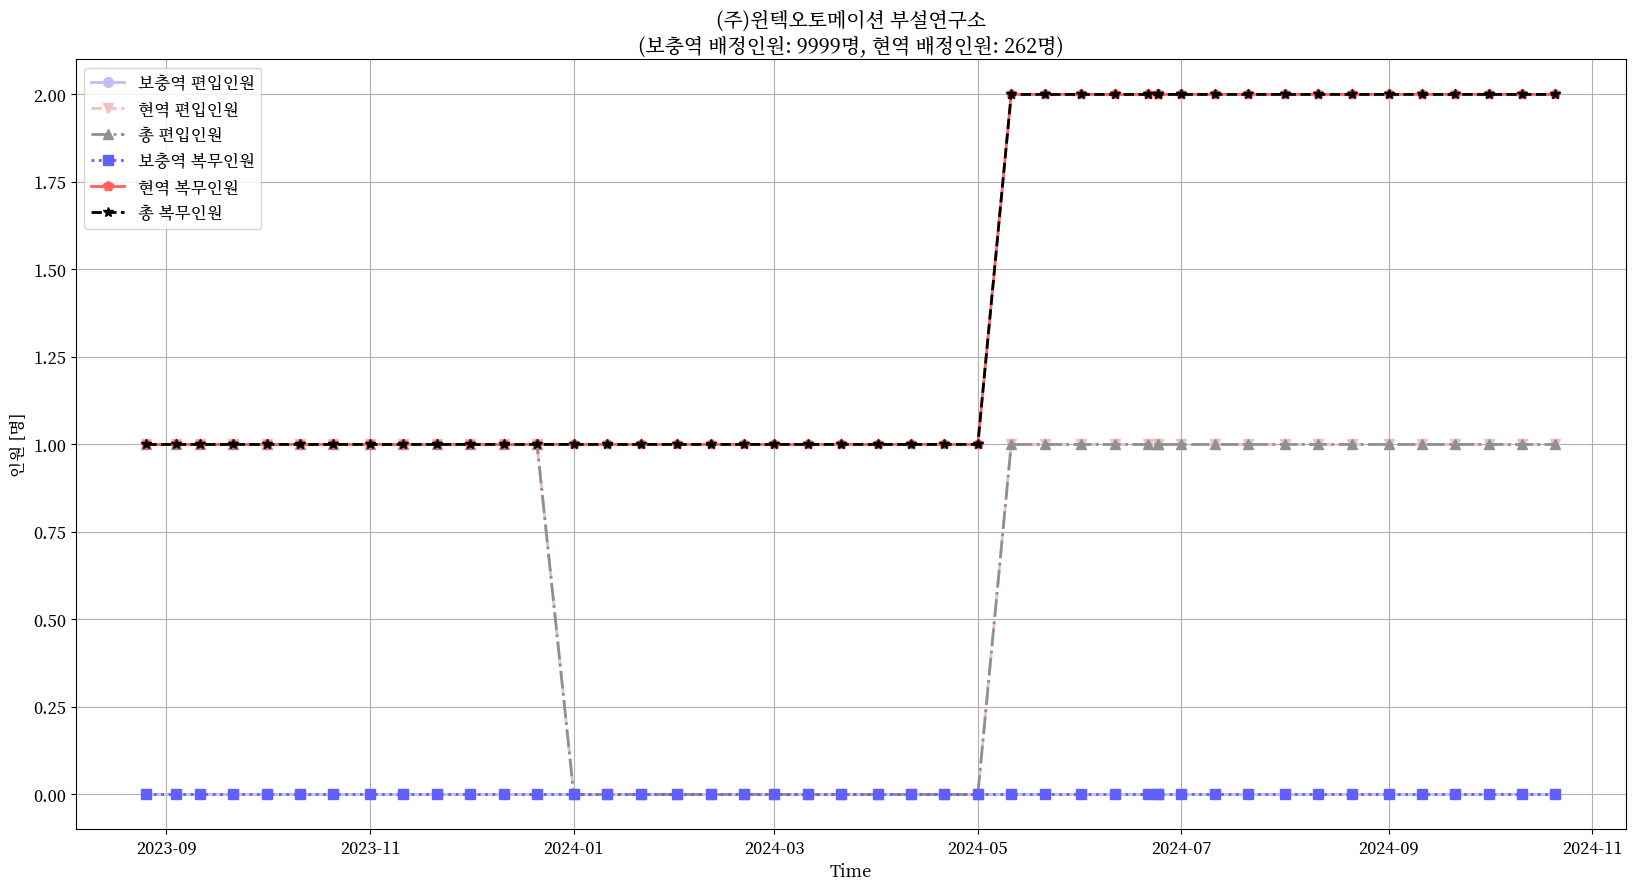 (주)윈텍오토메이션 부설연구소
(보충역 배정인원: 9999명, 현역 배정인원: 262명)
보충역 편입인원
현역 편입인원
총 편입인원
보충역 복무인원
현역 복무인원
총 복무인원
인원 [명]
2.00
1.75
1.50
1.25
1.00
0.75
0.50
0.25
0.00
2023-09 2023-11 2024-01 2024-03 2024-05 2024-07 2024-09 2024-11
Time